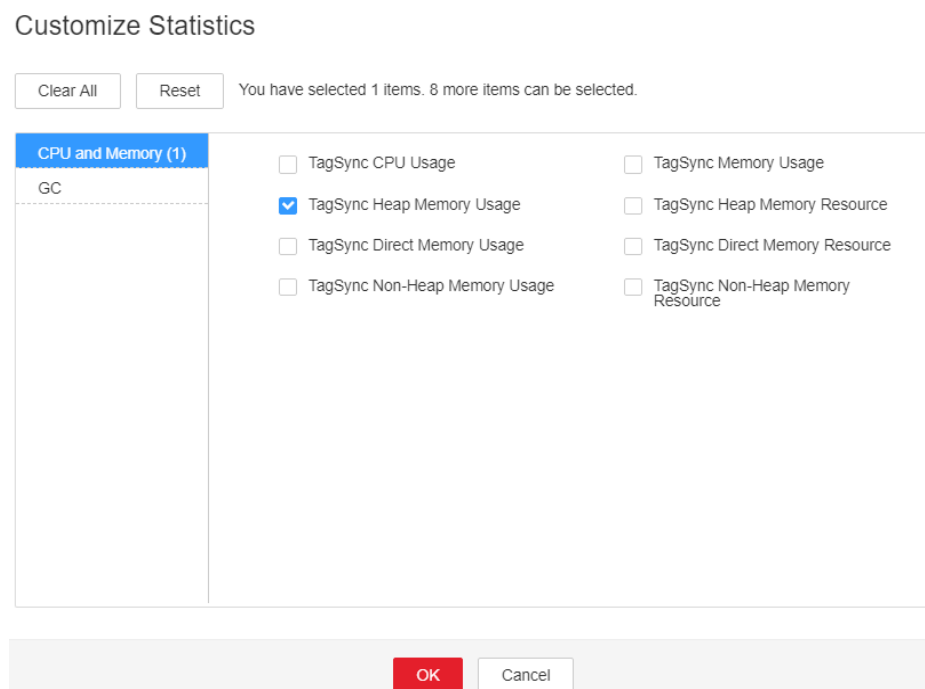 Customize Statistics
Clear All
Reset
You have selected 1 items. 8 more items can be selected.
CPU and Memory (1)
GC
TagSync CPU Usage
TagSync Memory Usage
TagSync Heap Memory Usage
TagSync Heap Memory Resource
TagSync Direct Memory Usage
TagSync Direct Memory Resource
TagSync Non-Heap Memory Usage
TagSync Non-Heap Memory
Resource
OK
Cancel